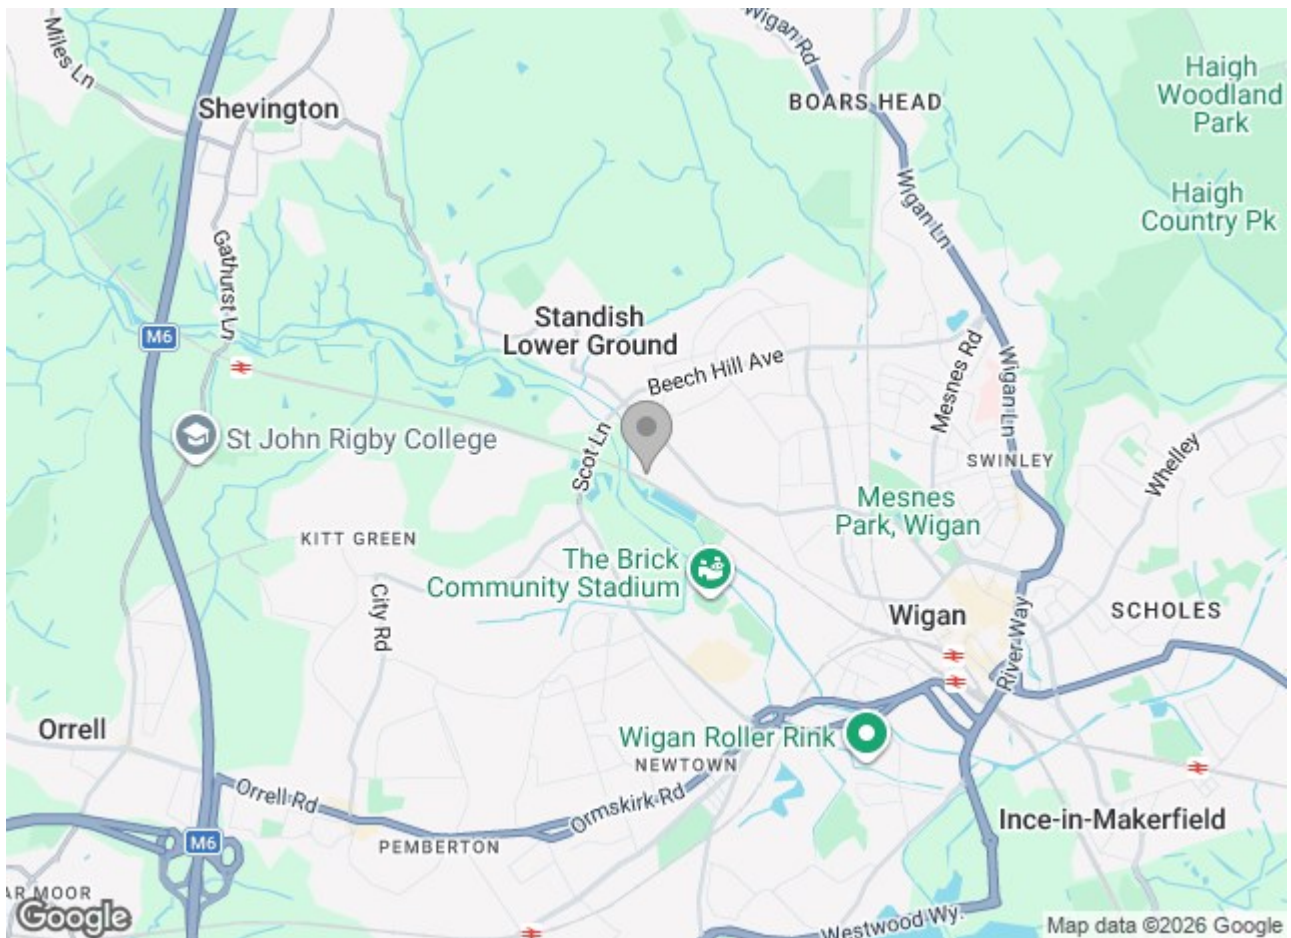 Miles Ln
Wigan Rd
Shevington
BOARS HEAD
Haigh
Woodland
Park
Wigan Ln
Haigh
Country Pk
Gathurst Ln
M6
Standish
Lower Ground
Beech Hill Ave
Mesnes Rd
Wigan Ln
St John Rigby College
Scot Ln
SWINLEY
Whelley
Mesnes
Park, Wigan
KITT GREEN
The Brick
Community Stadium
City Rd
Wigan
River Way
SCHOLES
Orrell
Wigan Roller Rink
NEWTOWN
Orrell Rd
Ormskirk Rd
Ince-in-Makerfield
M6
PEMBERTON
AR MOOR
Google
Westwood Wy.
Map data ©2026 Google